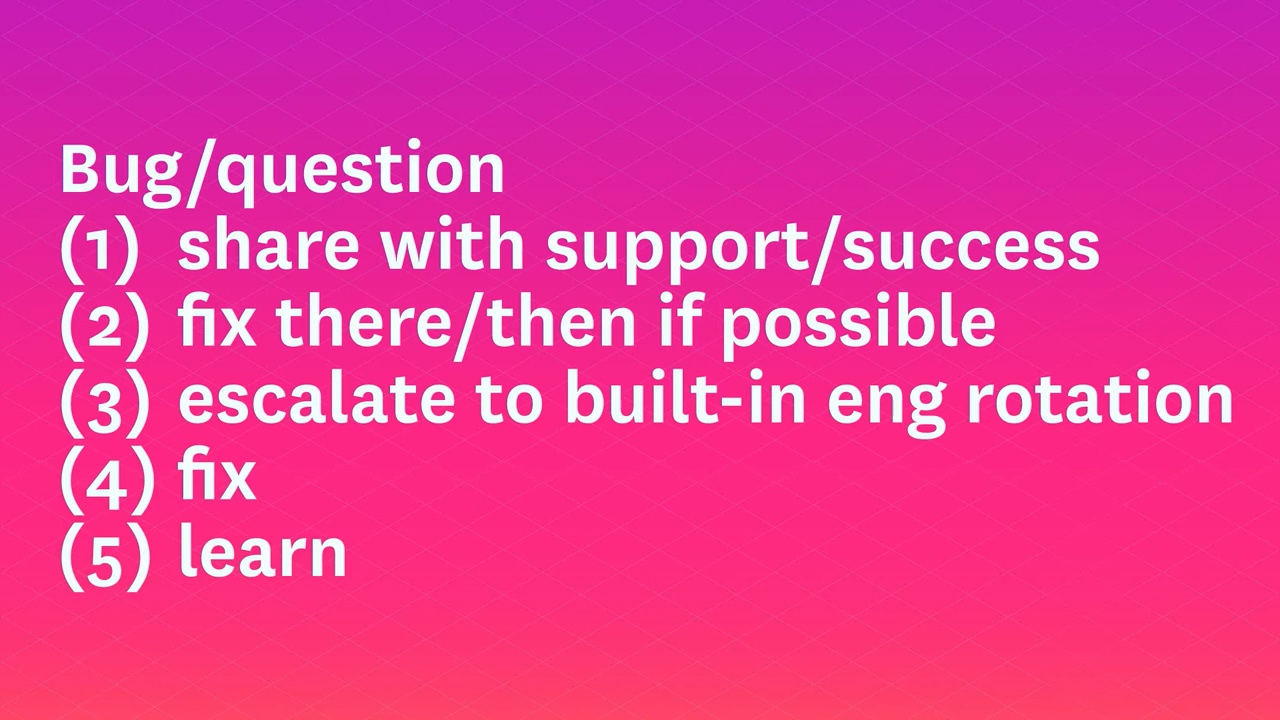 Bug/question
(1) share with support/success
(2) fix there/then if possible
(3) escalate to built-in eng rotation
(4) fix
(5) learn